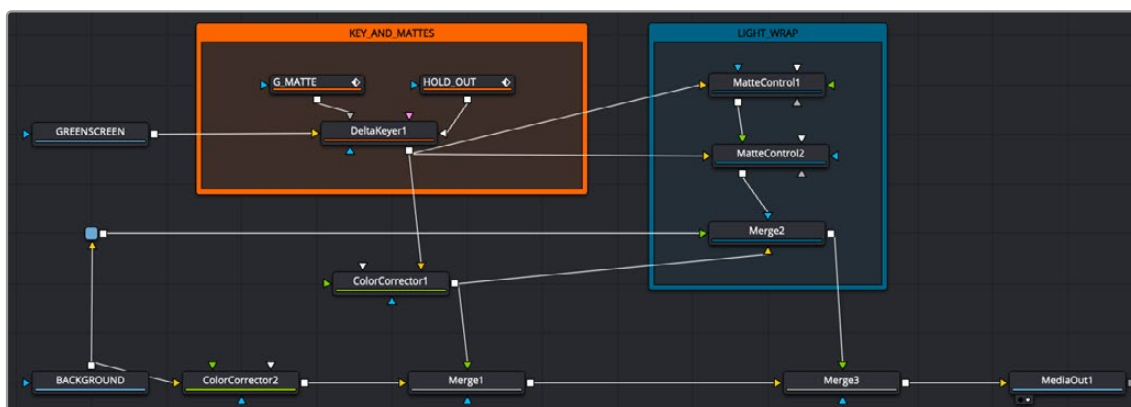 KEY_AND_MATTES
LIGHT_WRAP
G_MATTE
HOLD_OUT
MatteControl1
GREENSCREEN
DeltaKeyer1
MatteControl2
Merge2
ColorCorrector1
BACKGROUND
ColorCorrector2
Merge1
Merge3
MediaOut1